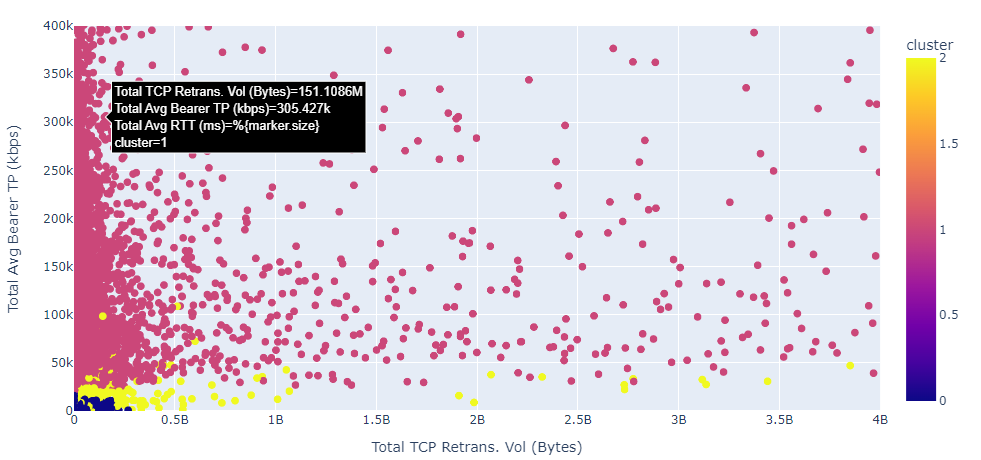 400k
350k
300k
250k
200k
150k
100k
50k
0
Total Avg Bearer TP (kbps)
Total TCP Retrans. Vol (Bytes)=151.1086M
Total Avg Bearer TP (kbps)=305.427k
Total Avg RTT (ms)=%{marker.size}
cluster=1
0 0.5B 1B 1.5B 2B 2.5B 3B 3.5B 4B
Total TCP Retrans. Vol (Bytes)
cluster
2
1.5
1
0.5
0